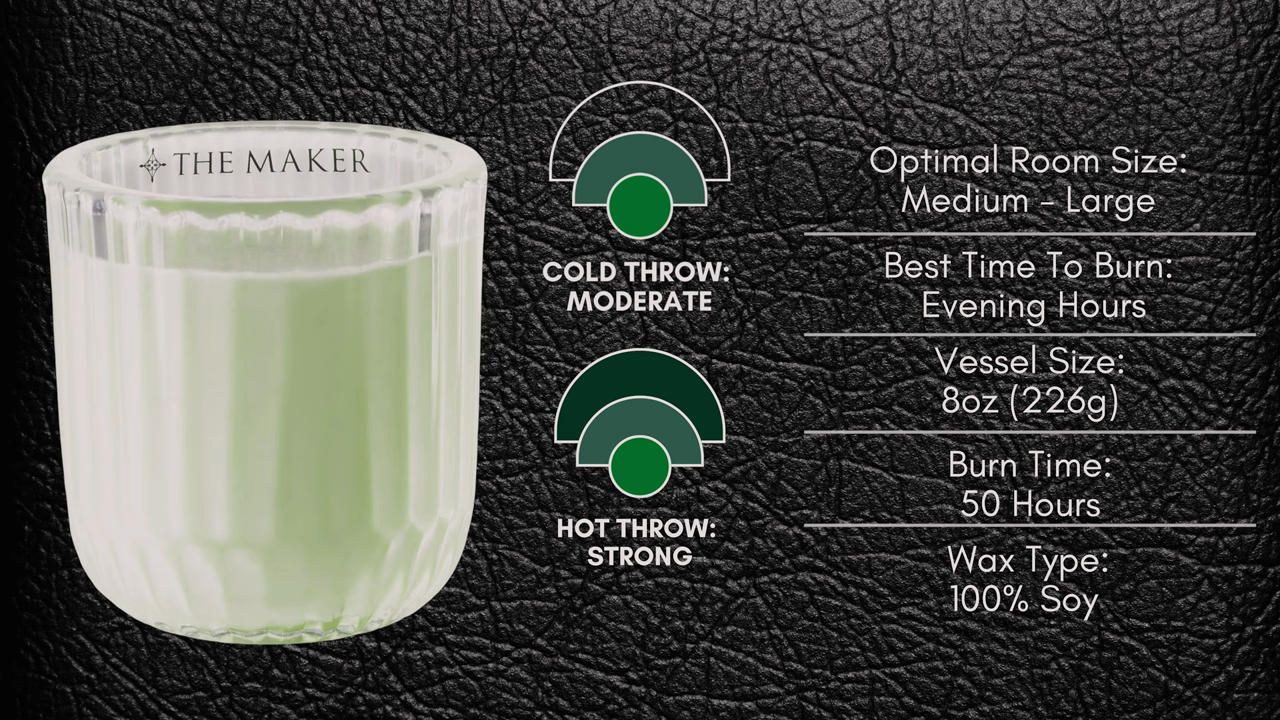 THE MAKER
COLD THROW:
MODERATE
HOT THROW:
STRONG
Optimal Room Size:
Medium - Large
Best Time To Burn:
Evening Hours
Vessel Size:
8oz (226g)
Burn Time:
50 Hours
Wax Type:
100% Soy